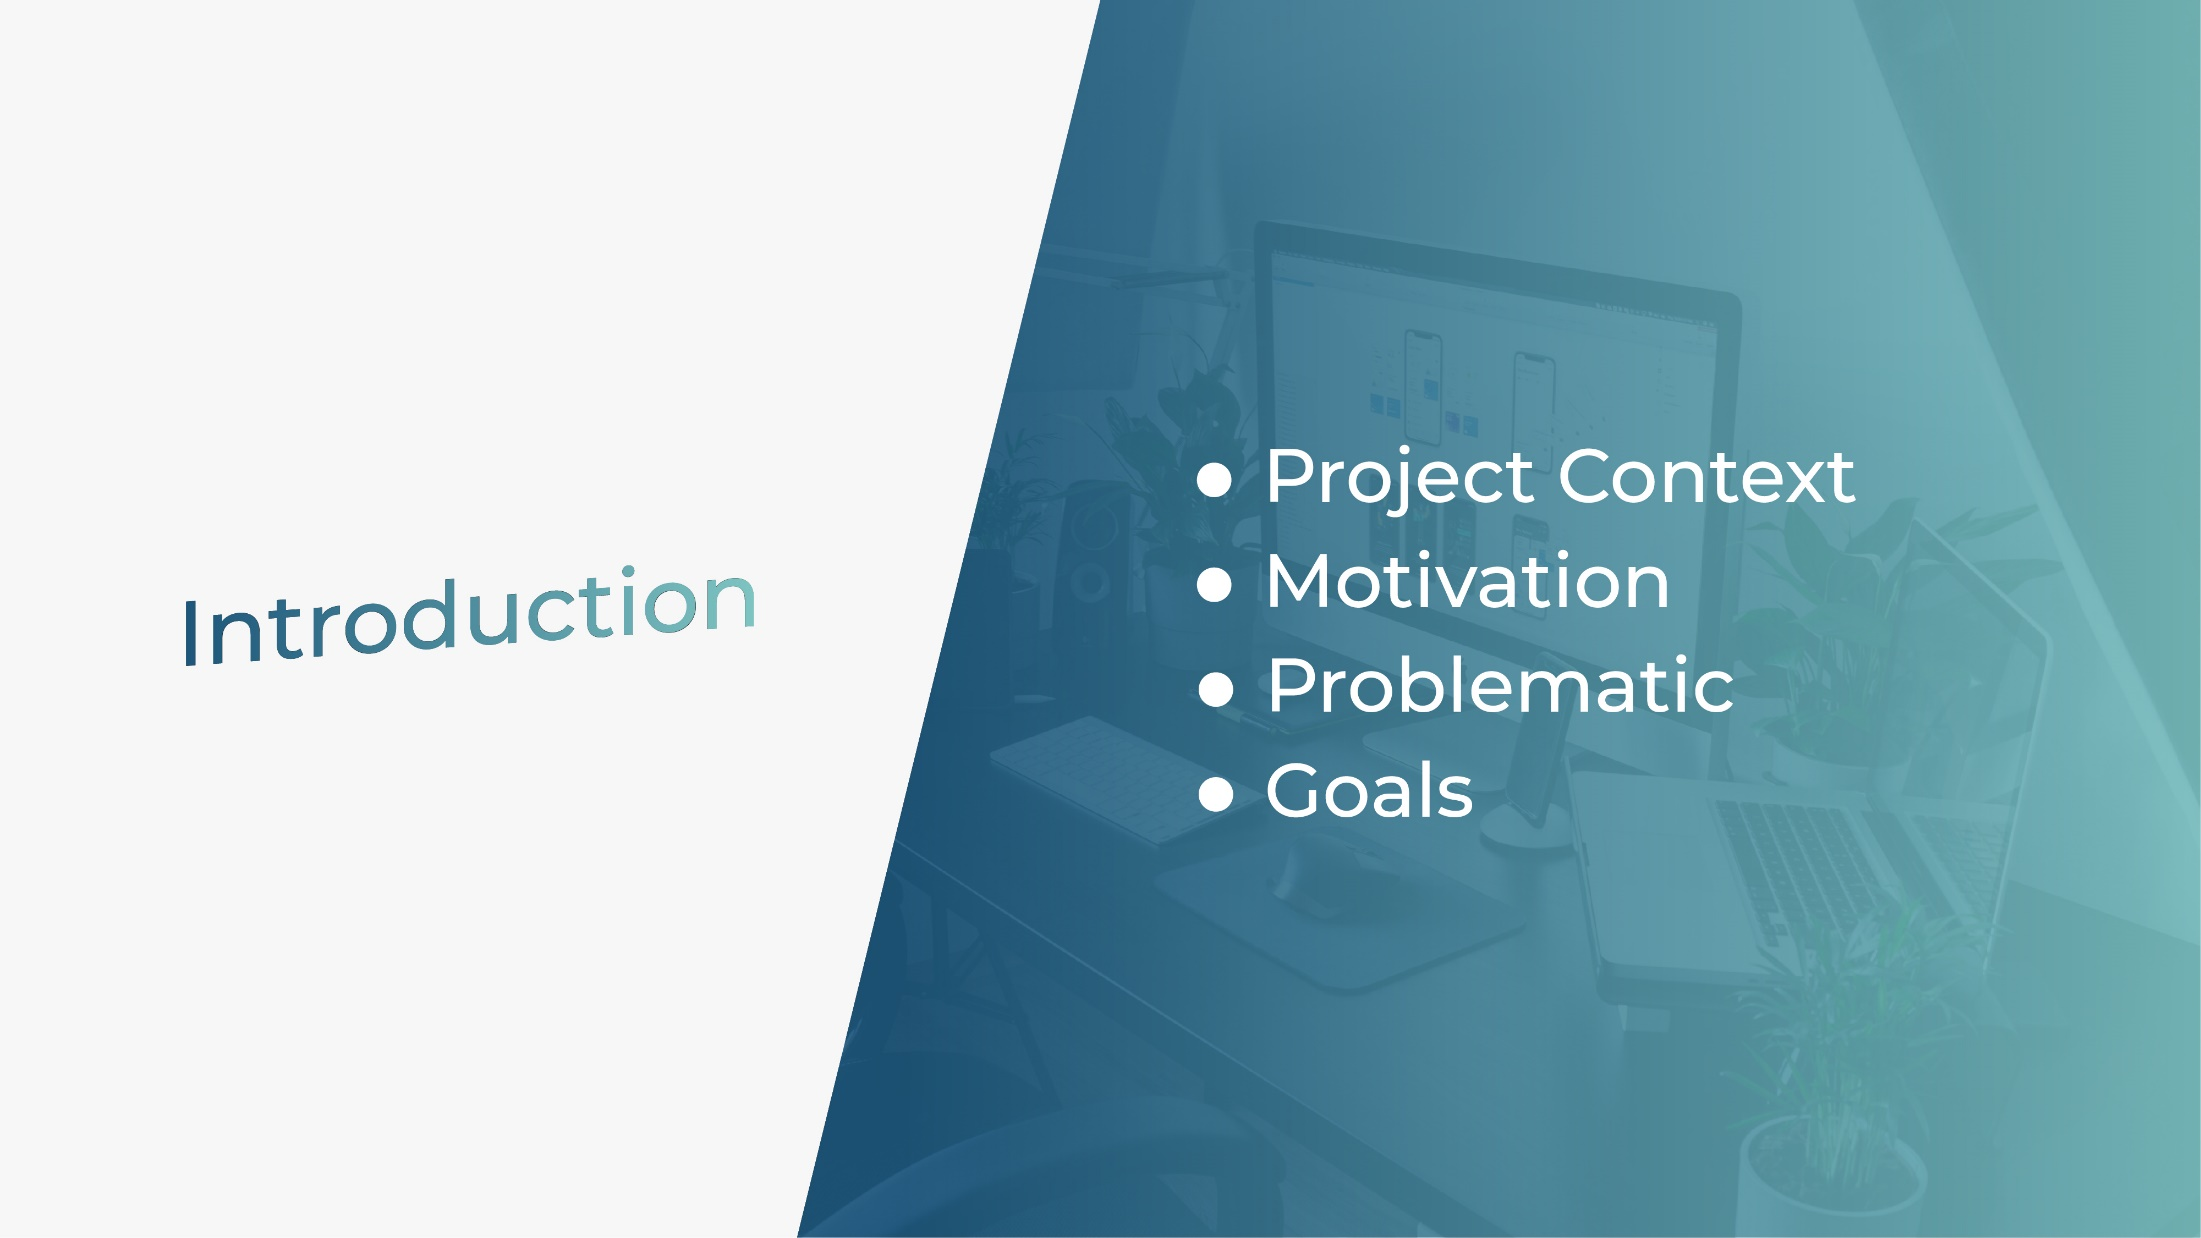 Introduction
● Project Context
● Motivation
● Problematic
● Goals